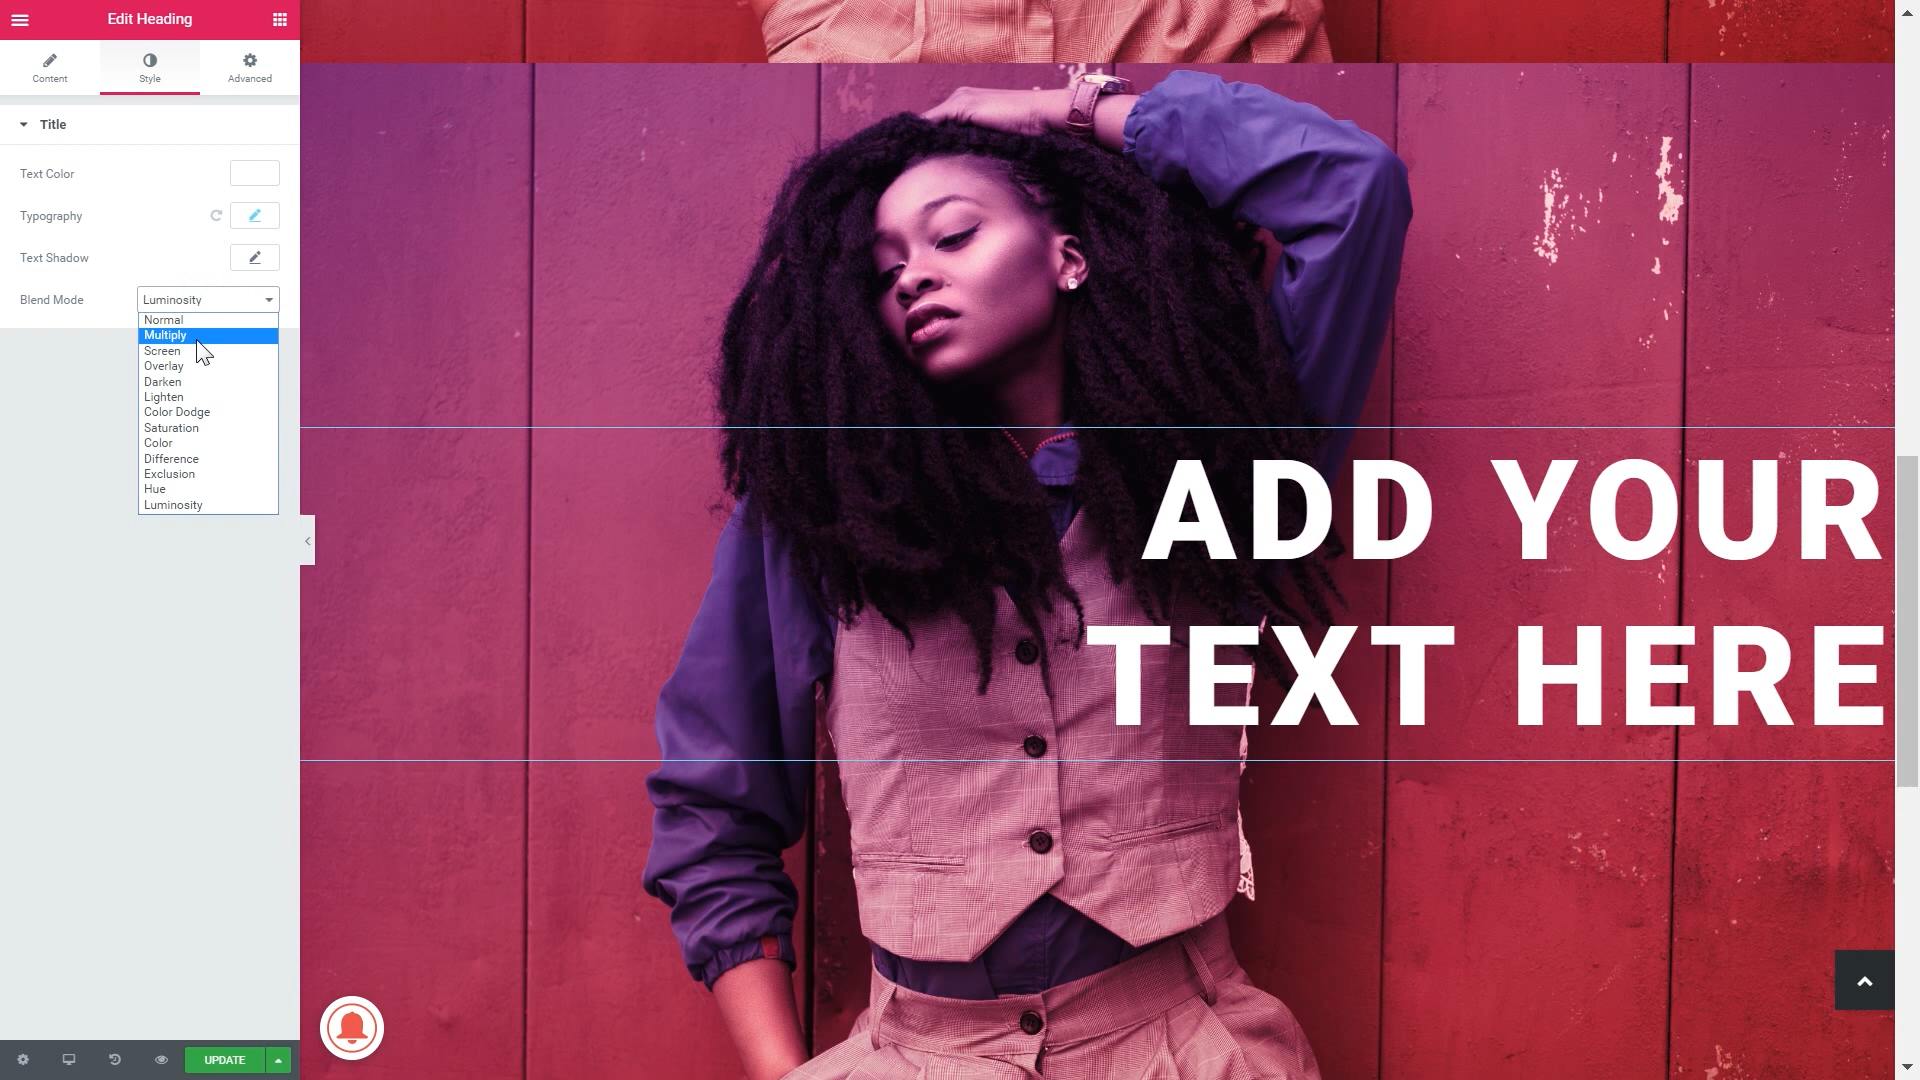 Edit Heading
Content
Style
Advanced
Title
Text Color
Typography
Text Shadow
Blend Mode
Luminosity
Normal
Multiply
Screen
Overlay
Darken
Lighten
Color Dodge
Saturation
Color
Difference
Exclusion
Hue
Luminosity
UPDATE
ADD YOUR
TEXT HERE